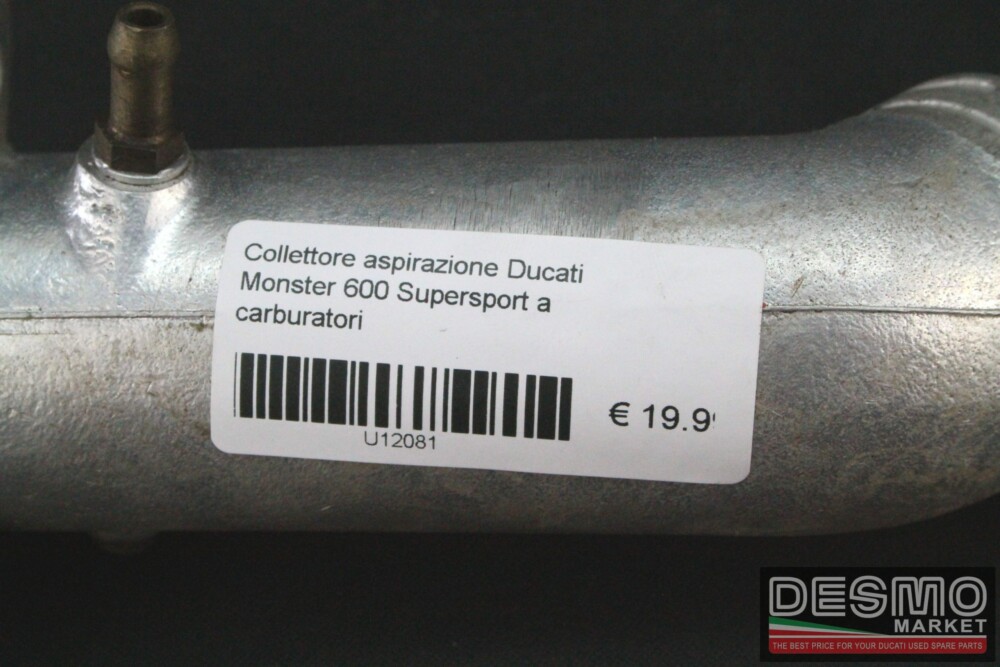 Collettore aspirazione Ducati
Monster 600 Supersport a
carburatori
U12081
€ 19.9
DESMO
MARKET
THE BEST PRICE FOR YOUR DUCATI USED SPARE PARTS